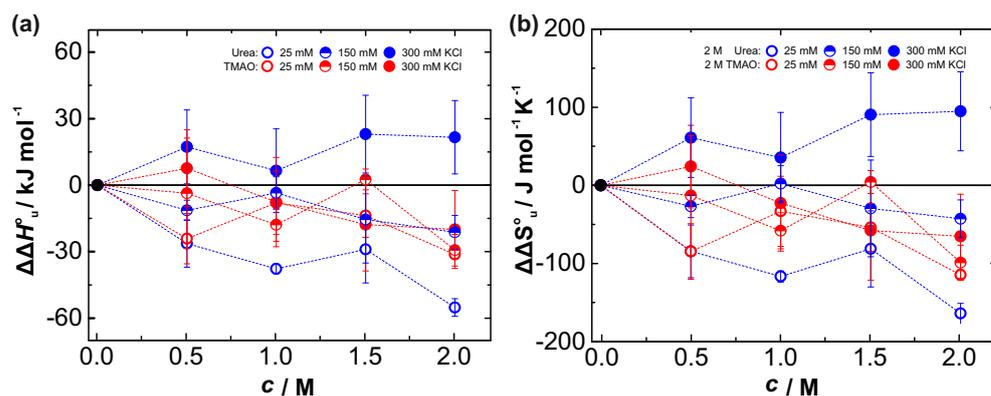 (a)
60
30
0
-30
-60
ΔΔH°u / kJ mol-1
0.0 0.5 1.0 1.5 2.0
c / M
Urea: 25 mM 150 mM 300 mM KCl
TMAO: 25 mM 150 mM 300 mM KCl
(b)
200
100
0
-100
-200
ΔΔS°u / J mol-1 K-1
0.0 0.5 1.0 1.5 2.0
c / M
2 M Urea: 25 mM 150 mM 300 mM KCl
2 M TMAO: 25 mM 150 mM 300 mM KCl